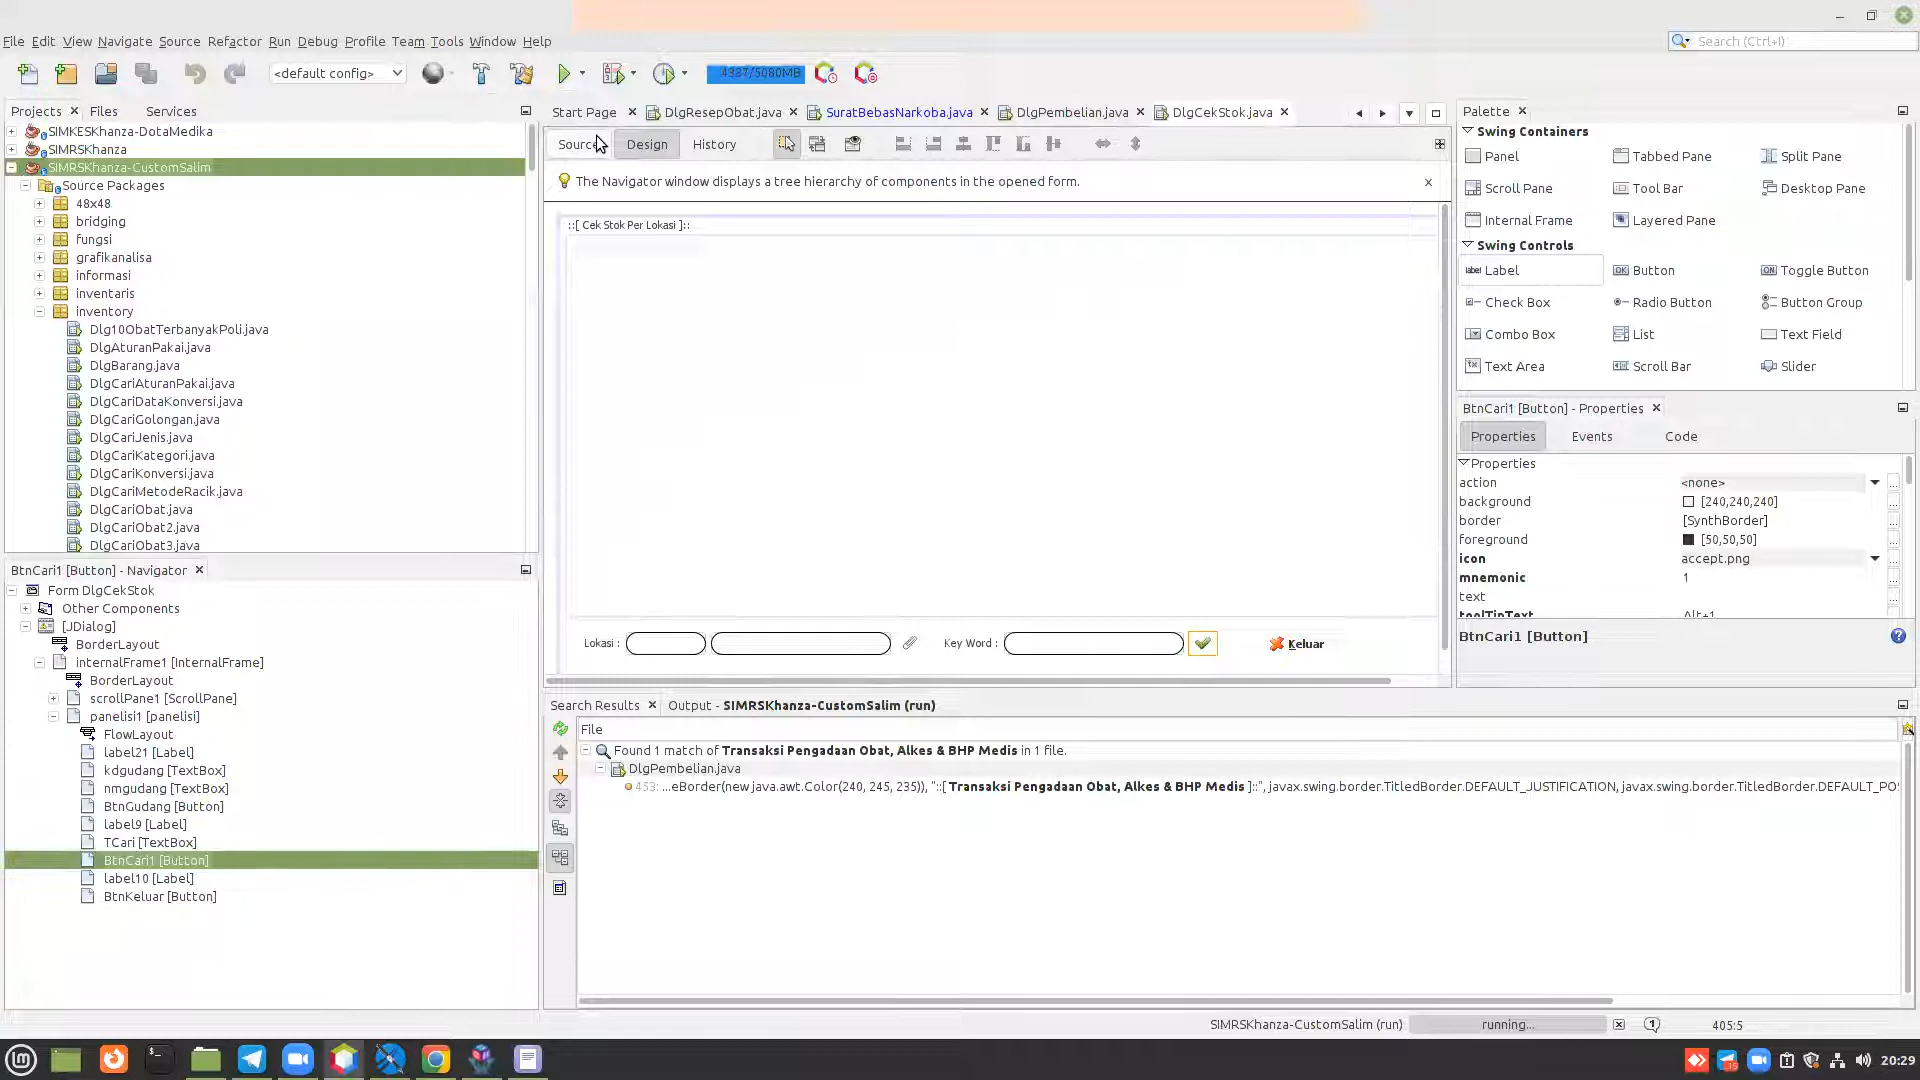 File Edit View Navigate Source Refactor Run Debug Profile Team Tools Window Help
Search (Ctrl+I)
<default config>
4337/5080MB
Projects
Files
Services
SIMKESKhanza-DotaMedika
SIMRSKhanza
SIMRSKhanza-CustomSalim
Source Packages
48x48
bridging
fungsi
grafikanalisa
informasi
inventaris
inventory
Dlg10ObatTerbanyakPoli.java
DlgAturanPakai.java
DlgBarang.java
DlgCariAturanPakai.java
DlgCariDataKonversi.java
DlgCariGolongan.java
DlgCariJenis.java
DlgCariKategori.java
DlgCariKonversi.java
DlgCariMetodeRacik.java
DlgCariObat.java
DlgCariObat2.java
DlgCariObat3.java
BtnCari1 [Button] - Navigator
Form DlgCekStok
Other Components
[JDialog]
BorderLayout
internalFrame1 [InternalFrame]
BorderLayout
scrollPane1 [ScrollPane]
panelisi1 [panelisi]
FlowLayout
label21 [Label]
kdgudang [TextBox]
nmgudang [TextBox]
BtnGudang [Button]
label9 [Label]
TCari [TextBox]
BtnCari1 [Button]
label10 [Label]
BtnKeluar [Button]
Start Page
DlgResepObat.java
SuratBebasNarkoba.java
DlgPembelian.java
DlgCekStok.java
Source
Design
History
The Navigator window displays a tree hierarchy of components in the opened form.
::[ Cek Stok Per Lokasi ]::
Lokasi :
Key Word :
Keluar
Search Results
Output - SIMRSKhanza-CustomSalim (run)
File
Found 1 match of Transaksi Pengadaan Obat, Alkes & BHP Medis in 1 file.
DlgPembelian.java
453: ...eBorder(new java.awt.Color(240, 245, 235)), "::[ Transaksi Pengadaan Obat, Alkes & BHP Medis ]::", javax.swing.border.TitledBorder.DEFAULT_JUSTIFICATION, javax.swing.border.TitledBorder.DEFAULT_PO
Palette
Swing Containers
Panel
Tabbed Pane
Split Pane
Scroll Pane
Tool Bar
Desktop Pane
Internal Frame
Layered Pane
Swing Controls
label Label
OK Button
ON Toggle Button
Check Box
Radio Button
Button Group
Combo Box
List
Text Field
Text Area
Scroll Bar
Slider
BtnCari1 [Button] - Properties
Properties
Events
Code
Properties
action
<none>
...
background
[240,240,240]
...
border
[SynthBorder]
...
foreground
[50,50,50]
...
icon
accept.png
...
mnemonic
1
...
text
...
toolTipText
Alt+1
BtnCari1 [Button]
SIMRSKhanza-CustomSalim (run)
running...
405:5
20:29